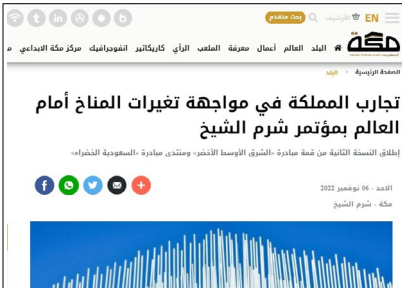 EN الأرشيف بحث متقدم
مكة
البلد العالم أعمال معرفة الملعب الرأي كاريكاتير انفوجرافيك مركز مكة الابداعي
الصفحة الرئيسية البلد
تجارب المملكة في مواجهة تغيرات المناخ أمام
العالم بمؤتمر شرم الشيخ
إطلاق النسخة الثانية من قمة مبادرة «الشرق الأوسط الأخضر» ومنتدى مبادرة «السعودية الخضراء»
الاحد - 06 نوفمبر 2022
مكة - شرم الشيخ